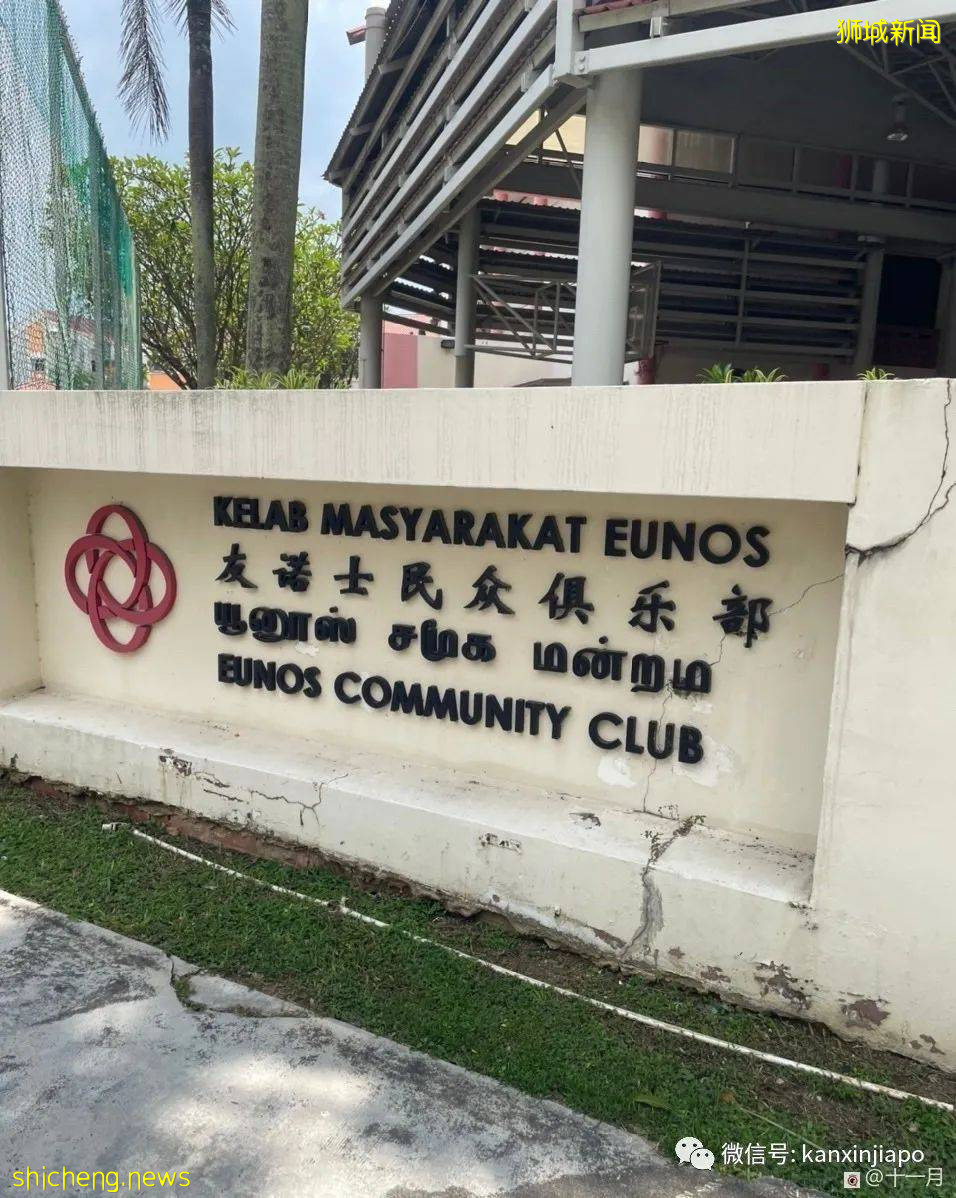 狮城新闻
KELAB MASYARAKAT EUNOS
友诺士民众俱乐部
யூனூஸ் சமூக மன்றம
EUNOS COMMUNITY CLUB
微信号: kanxinjiapo
shicheng.news
@十一月